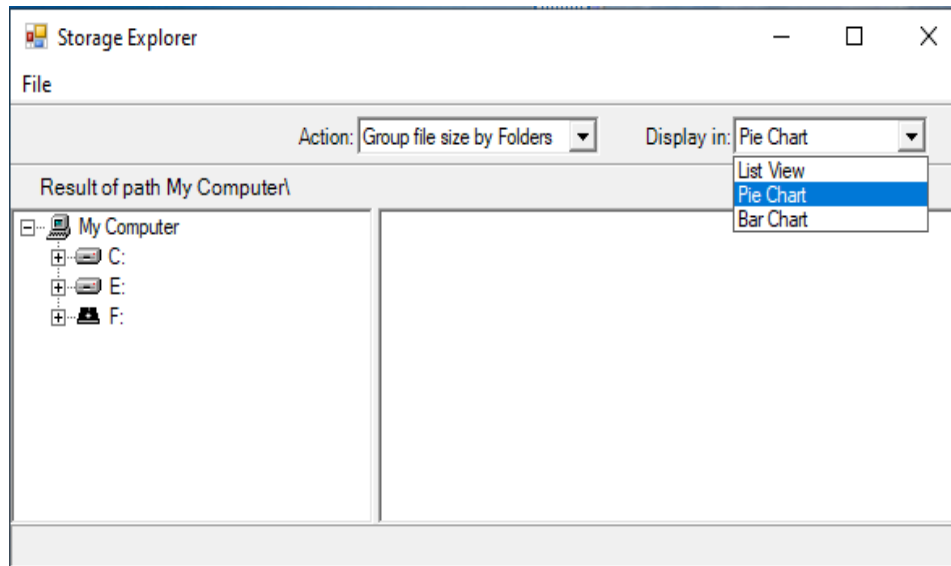 Storage Explorer
File
Action: Group file size by Folders Display in: Pie Chart
List View
Pie Chart
Bar Chart
Result of path My Computer\
My Computer
C:
E:
F: